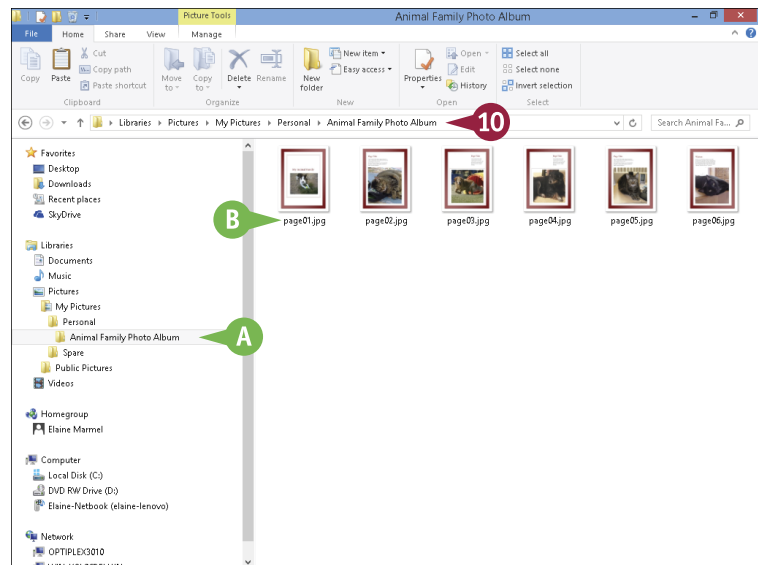 Picture Tools
Animal Family Photo Album
File Home Share View Manage
Copy
Paste
Cut
Copy path
Paste shortcut
Clipboard
Move to
Copy to
Delete
Rename
Organize
New folder
New item
Easy access
New
Properties
Open
Edit
History
Open
Select all
Select none
Invert selection
Select
10
Libraries Pictures My Pictures Personal Animal Family Photo Album
Search Animal Fa...
Favorites
Desktop
Downloads
Recent places
SkyDrive
Libraries
Documents
Music
Pictures
My Pictures
Personal
Animal Family Photo Album
Spare
Public Pictures
Videos
Homegroup
Elaine Marmel
Computer
Local Disk (C:)
DVD RW Drive (D:)
Elaine-Netbook (elaine-lenovo)
Network
OPTIPLEX3010
A
B
page01.jpg page02.jpg page03.jpg page04.jpg page05.jpg page06.jpg